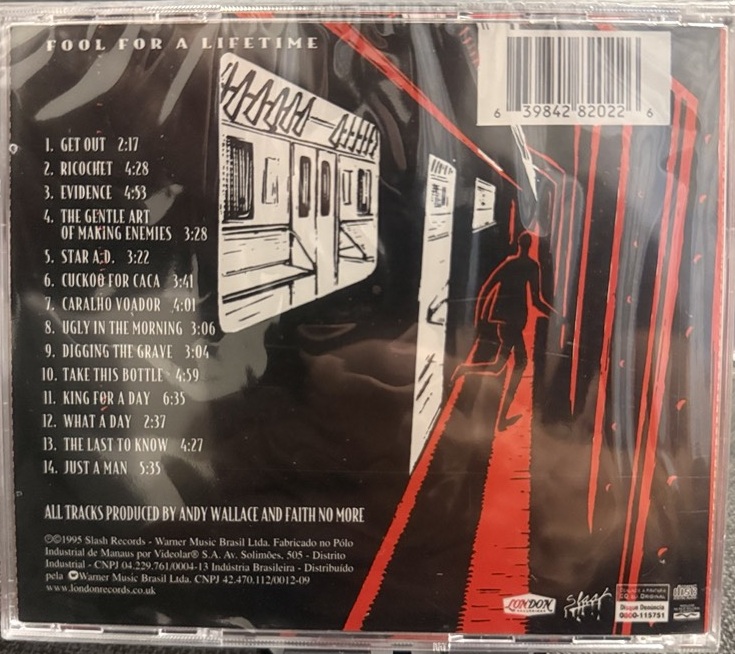 FOOL FOR A LIFETIME
6 39842 82022 6
1. GET OUT 2:17
2. RICOCHET 4:28
3. EVIDENCE 4:53
4. THE GENTLE ART
OF MAKING ENEMIES 3:28
5. STAR A.D. 3:22
6. CUCKOO FOR CACA 3:41
7. CARALHO VOADOR 4:01
8. UGLY IN THE MORNING 3:06
9. DIGGING THE GRAVE 3:04
10. TAKE THIS BOTTLE 4:59
11. KING FOR A DAY 6:35
12. WHAT A DAY 2:37
13. THE LAST TO KNOW 4:27
14. JUST A MAN 5:35
ALL TRACKS PRODUCED BY ANDY WALLACE AND FAITH NO MORE
℗©1995 Slash Records - Warner Music Brasil Ltda. Fabricado no Pólo
Industrial de Manaus por Videolar® S.A. Av. Solimões, 505 - Distrito
Industrial - CNPJ 04.229.761/0004-13 Indústria Brasileira - Distribuído
pela Warner Music Brasil Ltda. CNPJ 42.470.112/0012-09
www.londonrecords.co.uk
LONDON
Slash
CD ORIGINAL
Disque Denúncia
0800-115751
disc